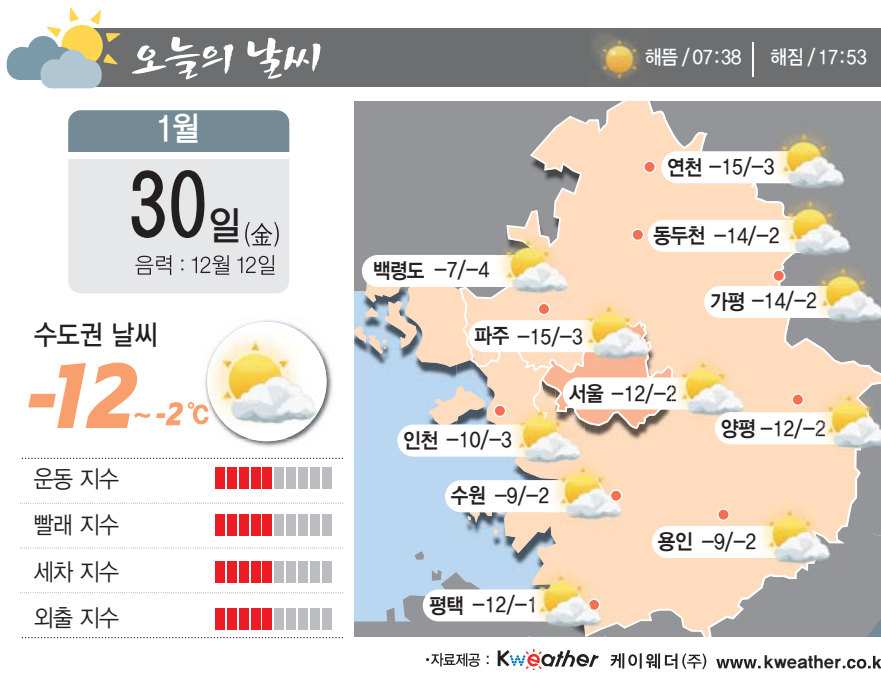 오늘의 날씨
해뜸 / 07:38 | 해짐 / 17:53
1월
30일(金)
음력 : 12월 12일
수도권 날씨
-12 ~ -2℃
운동 지수
빨래 지수
세차 지수
외출 지수
연천 -15/-3
동두천 -14/-2
백령도 -7/-4
가평 -14/-2
파주 -15/-3
서울 -12/-2
양평 -12/-2
인천 -10/-3
수원 -9/-2
용인 -9/-2
평택 -12/-1
·자료제공 : Kweather 케이웨더(주) www.kweather.co.k